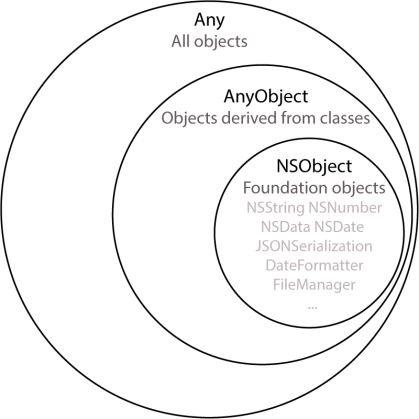 Any
All objects
AnyObject
Objects derived from classes
NSObject
Foundation objects
NSString NSNumber
NSData NSDate
JSONSerialization
DateFormatter
FileManager
...